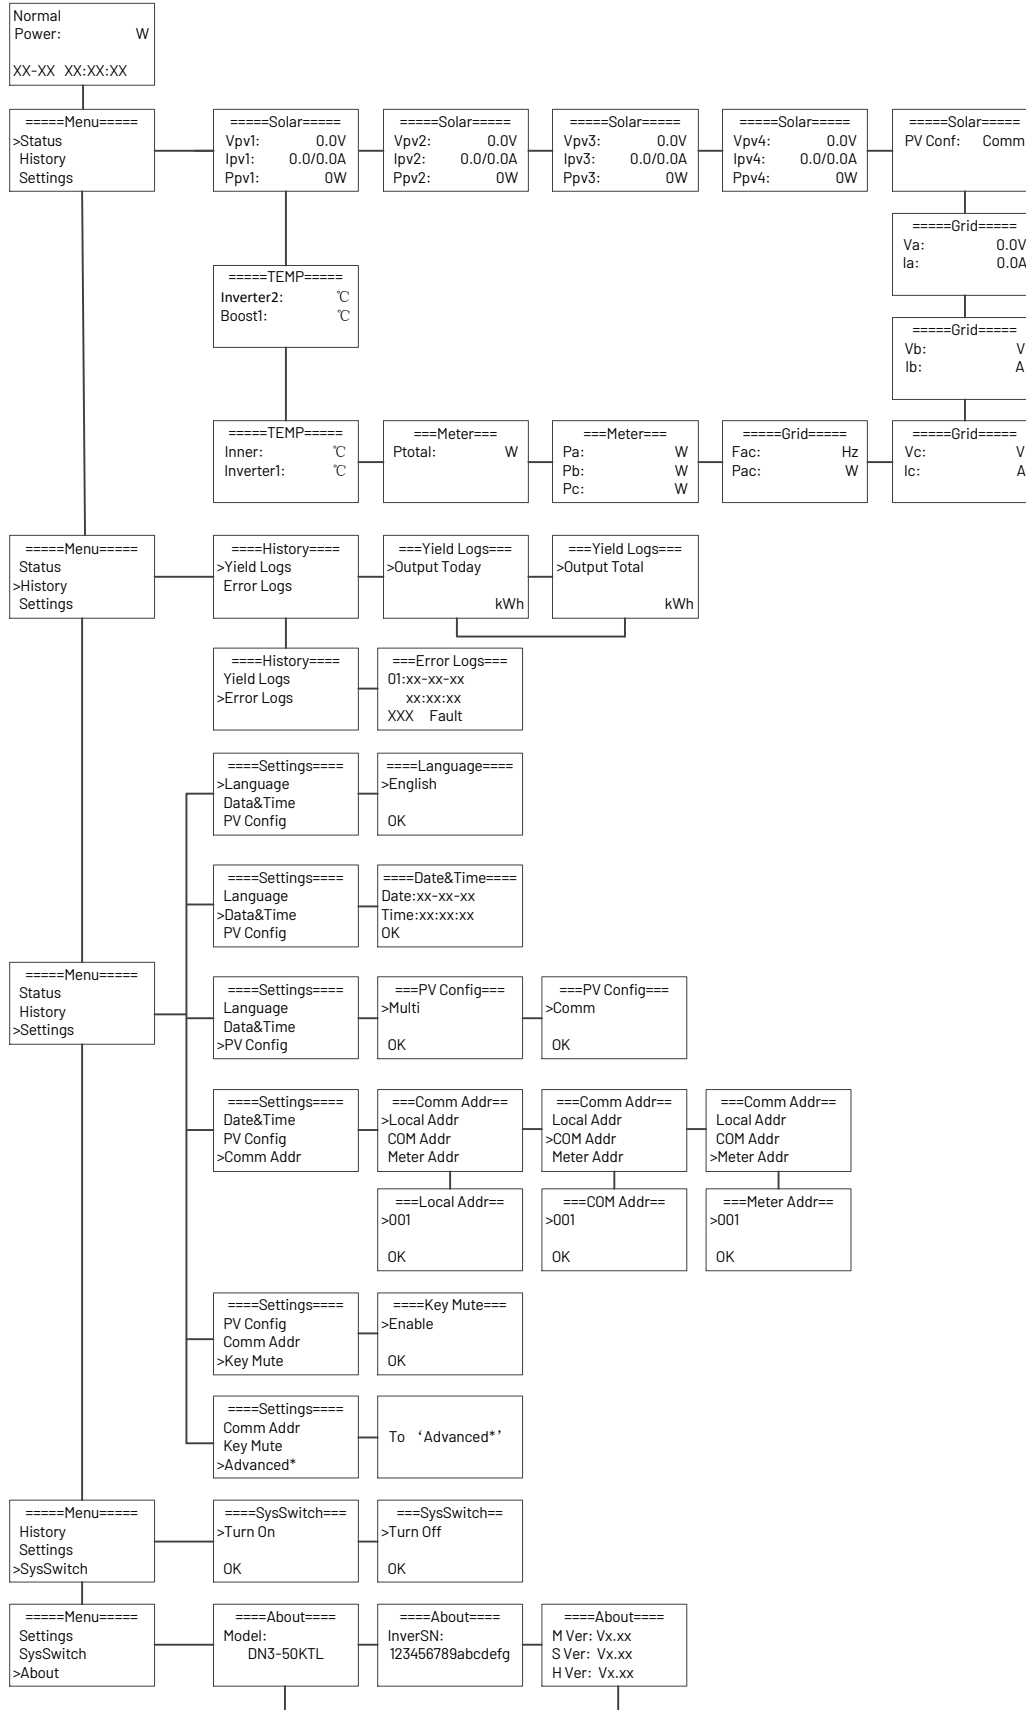 Normal
Power: W
XX-XX XX:XX:XX
=====Menu=====
>Status
History
Settings
=====Solar=====
Vpv1: 0.0V
Ipv1: 0.0/0.0A
Ppv1: 0W
=====Solar=====
Vpv2: 0.0V
Ipv2: 0.0/0.0A
Ppv2: 0W
=====Solar=====
Vpv3: 0.0V
Ipv3: 0.0/0.0A
Ppv3: 0W
=====Solar=====
Vpv4: 0.0V
Ipv4: 0.0/0.0A
Ppv4: 0W
=====Solar=====
PV Conf: Comm
=====Grid=====
Va: 0.0V
Ia: 0.0A
=====TEMP=====
Inverter2: ℃
Boost1: ℃
=====Grid=====
Vb: V
Ib: A
=====TEMP=====
Inner: ℃
Inverter1: ℃
===Meter===
Ptotal: W
===Meter===
Pa: W
Pb: W
Pc: W
=====Grid=====
Fac: Hz
Pac: W
=====Grid=====
Vc: V
Ic: A
=====Menu=====
Status
>History
Settings
====History====
>Yield Logs
Error Logs
===Yield Logs===
>Output Today
kWh
===Yield Logs===
>Output Total
kWh
====History====
Yield Logs
>Error Logs
===Error Logs===
01:xx-xx-xx
xx:xx:xx
XXX Fault
====Settings====
>Language
Data&Time
PV Config
====Language====
>English
OK
====Settings====
Language
>Data&Time
PV Config
====Date&Time====
Date:xx-xx-xx
Time:xx:xx:xx
OK
=====Menu=====
Status
History
>Settings
====Settings====
Language
Data&Time
>PV Config
===PV Config===
>Multi
OK
===PV Config===
>Comm
OK
====Settings====
Date&Time
PV Config
>Comm Addr
===Comm Addr==
>Local Addr
COM Addr
Meter Addr
===Comm Addr==
Local Addr
>COM Addr
Meter Addr
===Comm Addr==
Local Addr
COM Addr
>Meter Addr
===Local Addr==
>001
OK
===COM Addr==
>001
OK
===Meter Addr==
>001
OK
====Settings====
PV Config
Comm Addr
>Key Mute
====Key Mute===
>Enable
OK
====Settings====
Comm Addr
Key Mute
>Advanced*
To ‘Advanced*’
=====Menu=====
History
Settings
>SysSwitch
====SysSwitch===
>Turn On
OK
===SysSwitch==
>Turn Off
OK
=====Menu=====
Settings
SysSwitch
>About
====About====
Model:
DN3-50KTL
====About====
InverSN:
123456789abcdefg
====About====
M Ver: Vx.xx
S Ver: Vx.xx
H Ver: Vx.xx